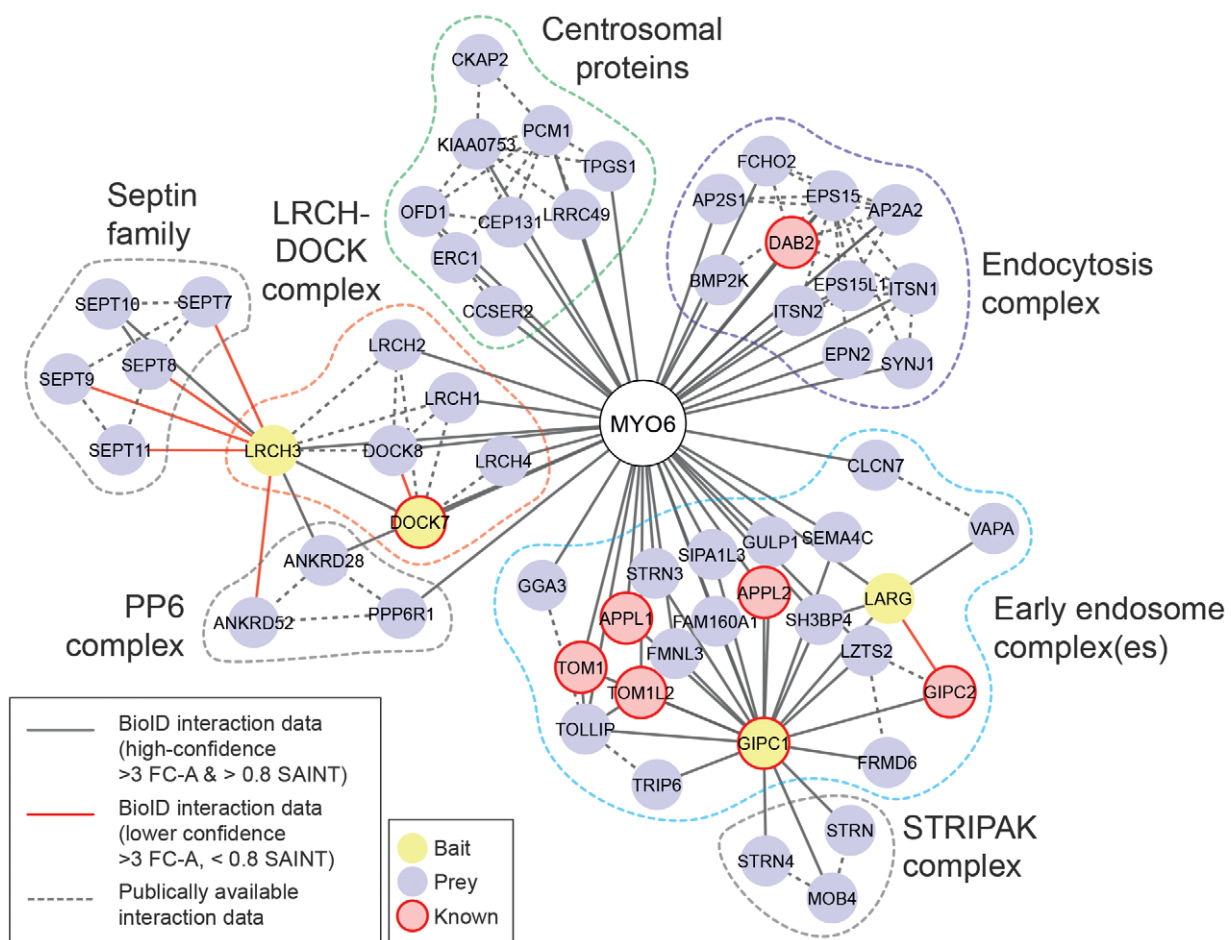 Centrosomal
proteins
CKAP2
KIAA0753
PCM1
TPGS1
OFD1
CEP131
LRRC49
ERC1
CCSER2
FCHO2
AP2S1
EPS15
AP2A2
DAB2
BMP2K
EPS15L1
ITSN1
ITSN2
EPN2
SYNJ1
Endocytosis
complex
Septin
family
SEPT10
SEPT7
SEPT9
SEPT8
SEPT11
LRCH-
DOCK
complex
LRCH2
LRCH1
LRCH3
DOCK8
LRCH4
DOCK7
MYO6
PP6
complex
ANKRD28
ANKRD52
PPP6R1
CLCN7
VAPA
GULP1
SEMA4C
SIPA1L3
STRN3
GGA3
APPL2
LARG
APPL1
FAM160A1
SH3BP4
FMNL3
LZTS2
TOM1
TOM1L2
GIPC2
TOLLIP
GIPC1
FRMD6
TRIP6
Early endosome
complex(es)
STRN
STRN4
MOB4
STRIPAK
complex
BioID interaction data
(high-confidence
>3 FC-A & > 0.8 SAINT)
BioID interaction data
(lower confidence
>3 FC-A, < 0.8 SAINT)
Publically available
interaction data
Bait
Prey
Known